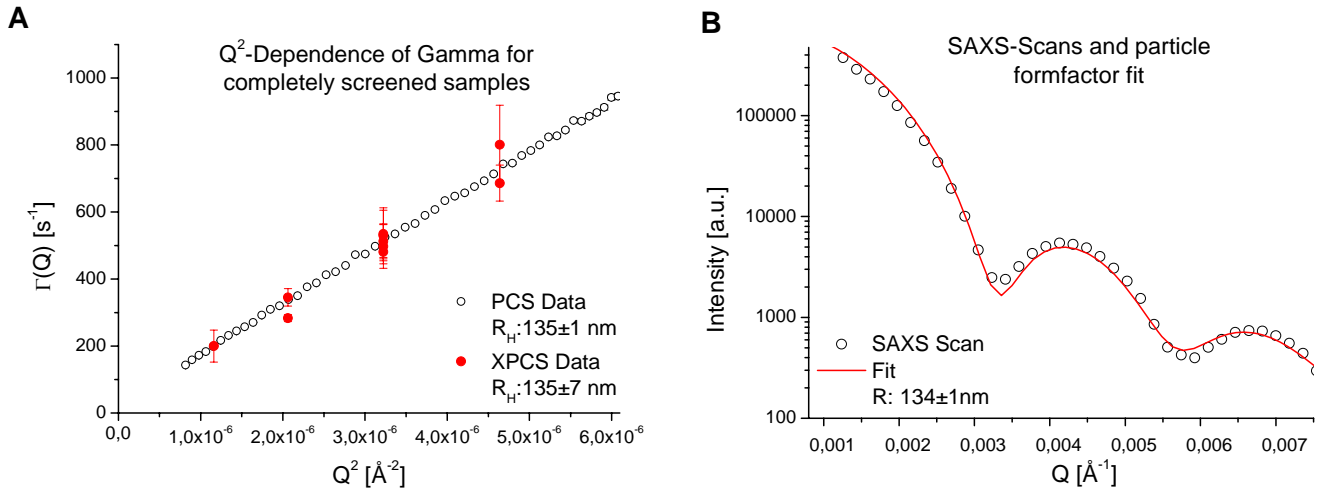 A
Q²-Dependence of Gamma for
completely screened samples
Γ(Q) [s⁻¹]
1000
800
600
400
200
0
0,0
1,0x10⁻⁶
2,0x10⁻⁶
3,0x10⁻⁶
4,0x10⁻⁶
5,0x10⁻⁶
6,0x10⁻⁶
Q² [Å⁻²]
PCS Data
R_H:135±1 nm
XPCS Data
R_H:135±7 nm
B
SAXS-Scans and particle
formfactor fit
Intensity [a.u.]
100000
10000
1000
100
0,001
0,002
0,003
0,004
0,005
0,006
0,007
Q [Å⁻¹]
SAXS Scan
Fit
R: 134±1nm